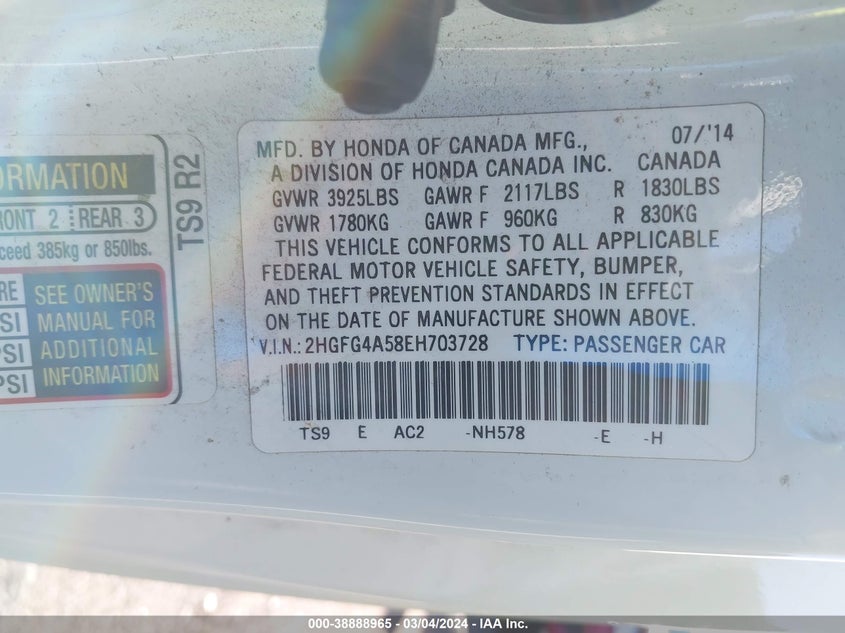 ORMATION
RONT 2 REAR 3
ceed 385kg or 850lbs.
RE
SI
PSI
PSI
SEE OWNER'S
MANUAL FOR
ADDITIONAL
INFORMATION
TS9 R2
MFD. BY HONDA OF CANADA MFG., 07/'14
A DIVISION OF HONDA CANADA INC. CANADA
GVWR 3925LBS GAWR F 2117LBS R 1830LBS
GVWR 1780KG GAWR F 960KG R 830KG
THIS VEHICLE CONFORMS TO ALL APPLICABLE
FEDERAL MOTOR VEHICLE SAFETY, BUMPER,
AND THEFT PREVENTION STANDARDS IN EFFECT
ON THE DATE OF MANUFACTURE SHOWN ABOVE.
V.I.N.: 2HGFG4A58EH703728 TYPE: PASSENGER CAR
TS9 E AC2 -NH578 -E -H
000-38888965 - 03/04/2024 - IAA Inc.